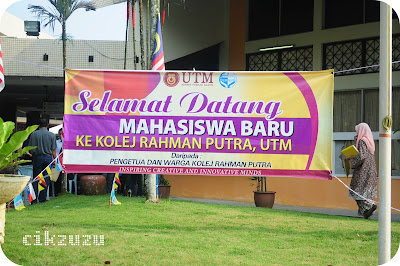 UTM
Selamat Datang
MAHASISWA BARU
KE KOLEJ RAHMAN PUTRA, UTM
Daripada
PENGETUA DAN WARGA KOLEJ RAHMAN PUTRA
INSPIRING CREATIVE AND INNOVATIVE MINDS
cikzuzu